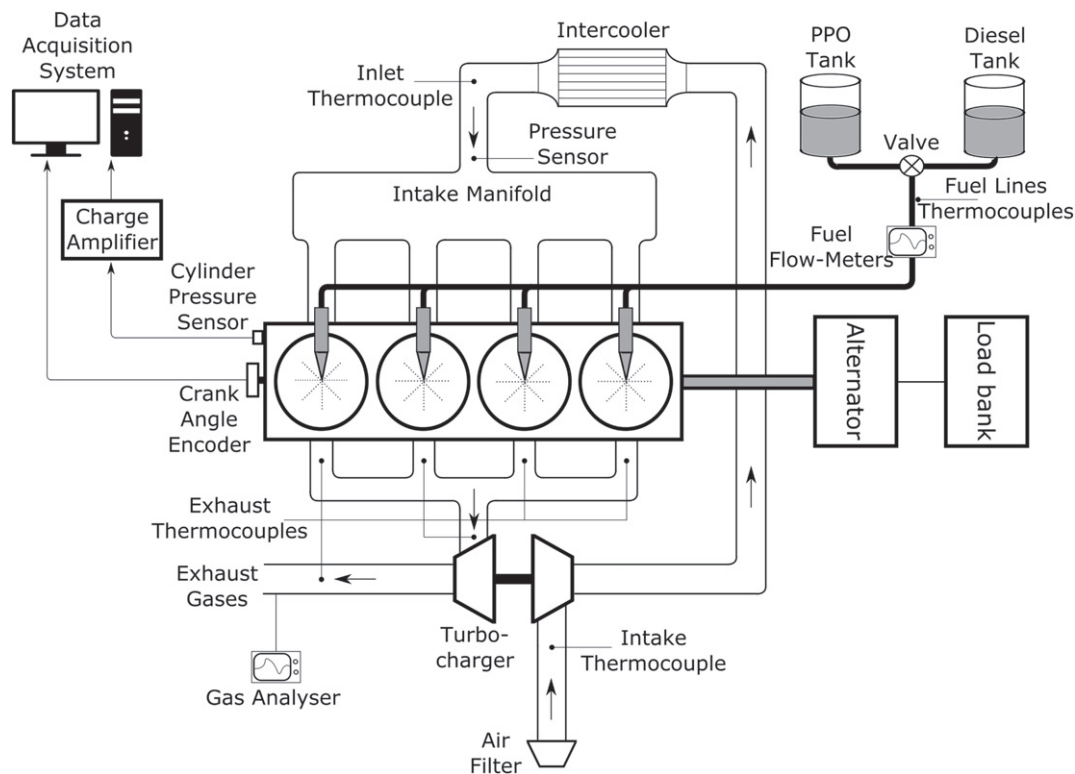 Data
Acquisition
System
Intercooler
PPO
Tank
Diesel
Tank
Inlet
Thermocouple
Pressure
Sensor
Valve
Intake Manifold
Fuel Lines
Thermocouples
Charge
Amplifier
Fuel
Flow-Meters
Cylinder
Pressure
Sensor
Alternator
Load bank
Crank
Angle
Encoder
Exhaust
Thermocouples
Exhaust
Gases
Turbo-
charger
Intake
Thermocouple
Gas Analyser
Air
Filter